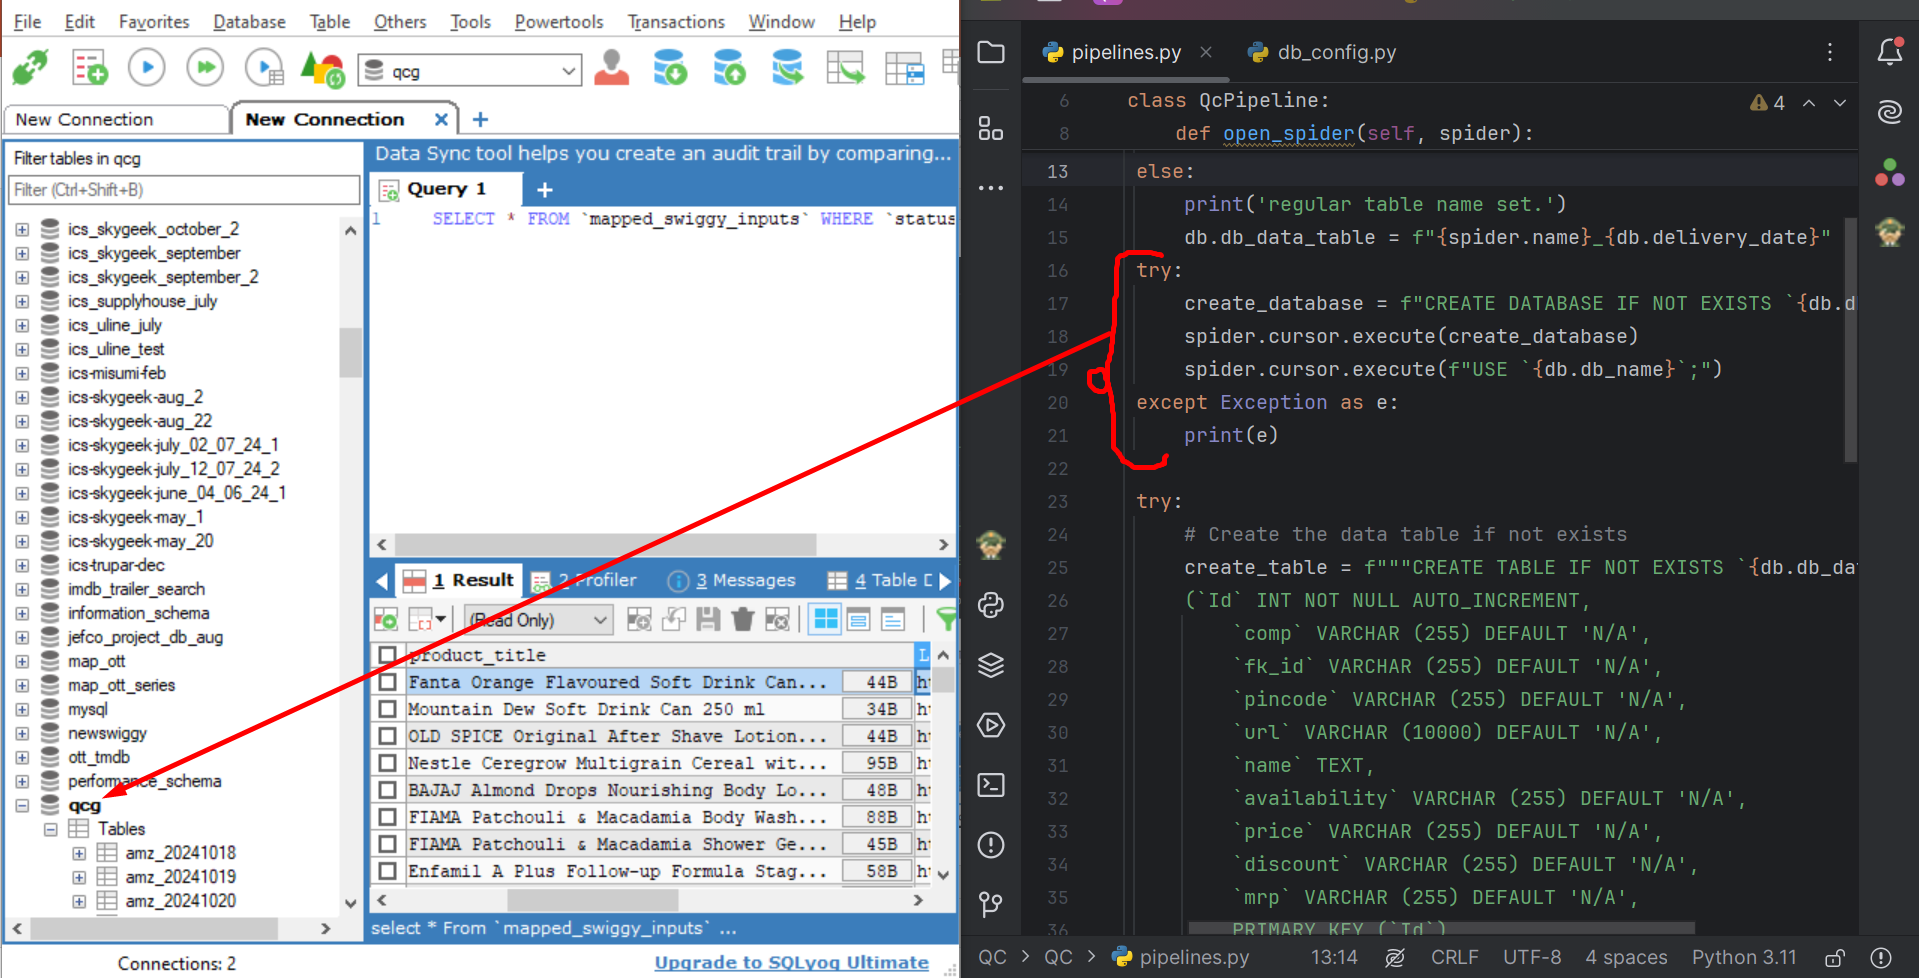 File Edit Favorites Database Table Others Tools Powertools Transactions Window Help
qcg
New Connection
New Connection
Filter tables in qcg
Filter (Ctrl+Shift+B)
ics_skygeek_october_2
ics_skygeek_september
ics_skygeek_september_2
ics_supplyhouse_july
ics_uline_july
ics_uline_test
ics-misumi-feb
ics-skygeek-aug_2
ics-skygeek-aug_22
ics-skygeek-july_02_07_24_1
ics-skygeek-july_12_07_24_2
ics-skygeek-june_04_06_24_1
ics-skygeek-may_1
ics-skygeek-may_20
ics-trupar-dec
imdb_trailer_search
information_schema
jefco_project_db_aug
map_ott
map_ott_series
mysql
newswiggy
ott_tmdb
performance_schema
qcg
Tables
amz_20241018
amz_20241019
amz_20241020
Connections: 2
Data Sync tool helps you create an audit trail by comparing...
Query 1
1 SELECT * FROM `mapped_swiggy_inputs` WHERE `status
1 Result 2 Profiler 3 Messages 4 Table D
(Read Only)
product_title L
Fanta Orange Flavoured Soft Drink Can... 44B
Mountain Dew Soft Drink Can 250 ml 34B
OLD SPICE Original After Shave Lotion... 44B
Nestle Ceregrow Multigrain Cereal wit... 95B
BAJAJ Almond Drops Nourishing Body Lo... 48B
FIAMA Patchouli & Macadamia Body Wash... 88B
FIAMA Patchouli & Macadamia Shower Ge... 45B
Enfamil A Plus Follow-up Formula Stag... 58B
select * From `mapped_swiggy_inputs` ...
Upgrade to SQLyog Ultimate
pipelines.py
db_config.py
6 class QcPipeline:
4
8 def open_spider(self, spider):
13 else:
14 print('regular table name set.')
15 db.db_data_table = f"{spider.name}_{db.delivery_date}"
16 try:
17 create_database = f"CREATE DATABASE IF NOT EXISTS `{db.d
18 spider.cursor.execute(create_database)
19 spider.cursor.execute(f"USE `{db.db_name}`;")
20 except Exception as e:
21 print(e)
22
23 try:
24 # Create the data table if not exists
25 create_table = f"""CREATE TABLE IF NOT EXISTS `{db.db_da
26 (`Id` INT NOT NULL AUTO_INCREMENT,
27 `comp` VARCHAR (255) DEFAULT 'N/A',
28 `fk_id` VARCHAR (255) DEFAULT 'N/A',
29 `pincode` VARCHAR (255) DEFAULT 'N/A',
30 `url` VARCHAR (10000) DEFAULT 'N/A',
31 `name` TEXT,
32 `availability` VARCHAR (255) DEFAULT 'N/A',
33 `price` VARCHAR (255) DEFAULT 'N/A',
34 `discount` VARCHAR (255) DEFAULT 'N/A',
35 `mrp` VARCHAR (255) DEFAULT 'N/A',
36 PRIMARY KEY (`Id`)
QC > QC > pipelines.py 13:14 CRLF UTF-8 4 spaces Python 3.11